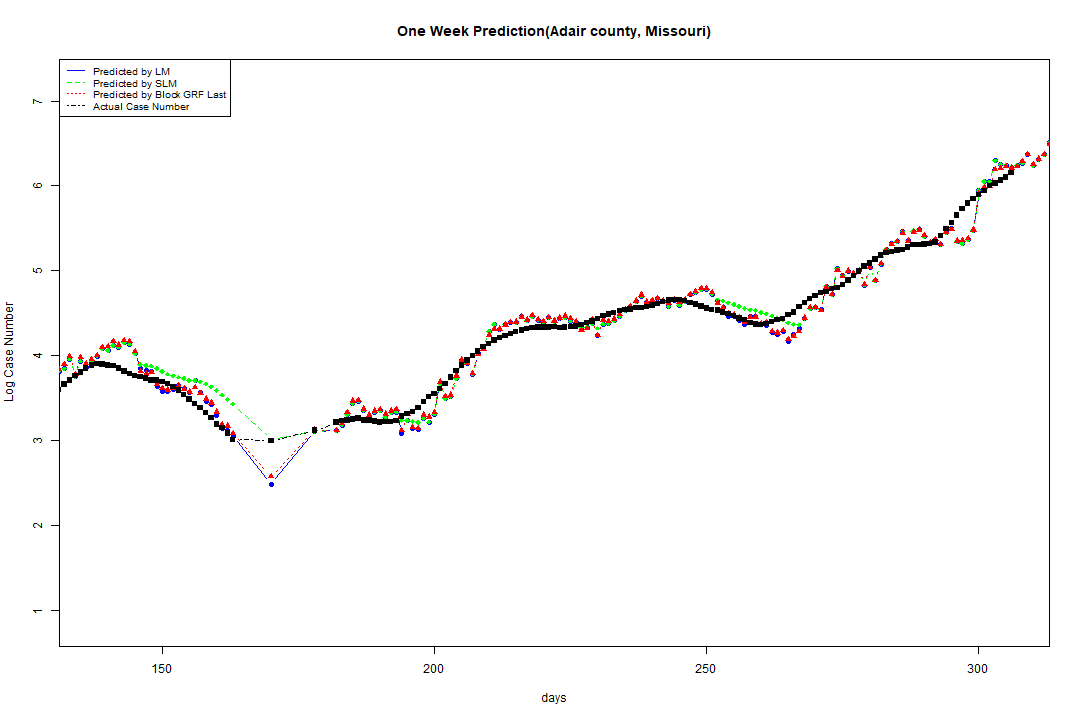 One Week Prediction(Adair county, Missouri)
Predicted by LM
Predicted by SLM
Predicted by Block GRF Last
Actual Case Number
7
6
5
4
3
2
1
Log Case Number
150
200
250
300
days